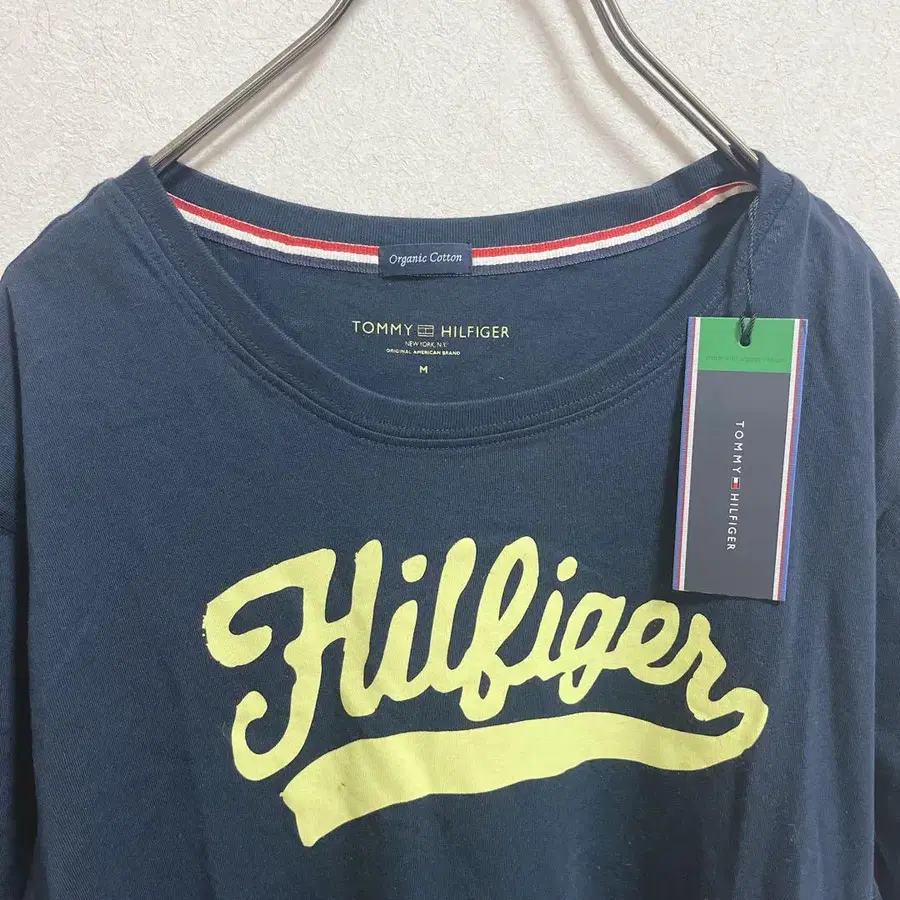 Organic Cotton
TOMMY HILFIGER
NEW YORK, N.Y.
ORIGINAL AMERICAN BRAND
M
TOMMY HILFIGER
Hilfiger